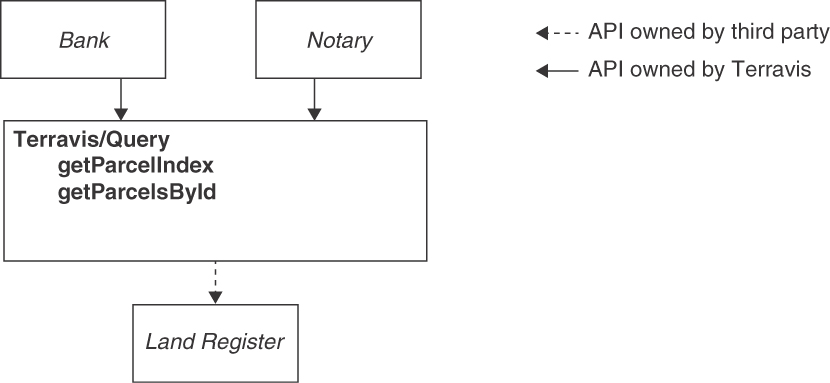 Bank
Notary
API owned by third party
API owned by Terravis
Terravis/Query
getParcelIndex
getParcelsById
Land Register